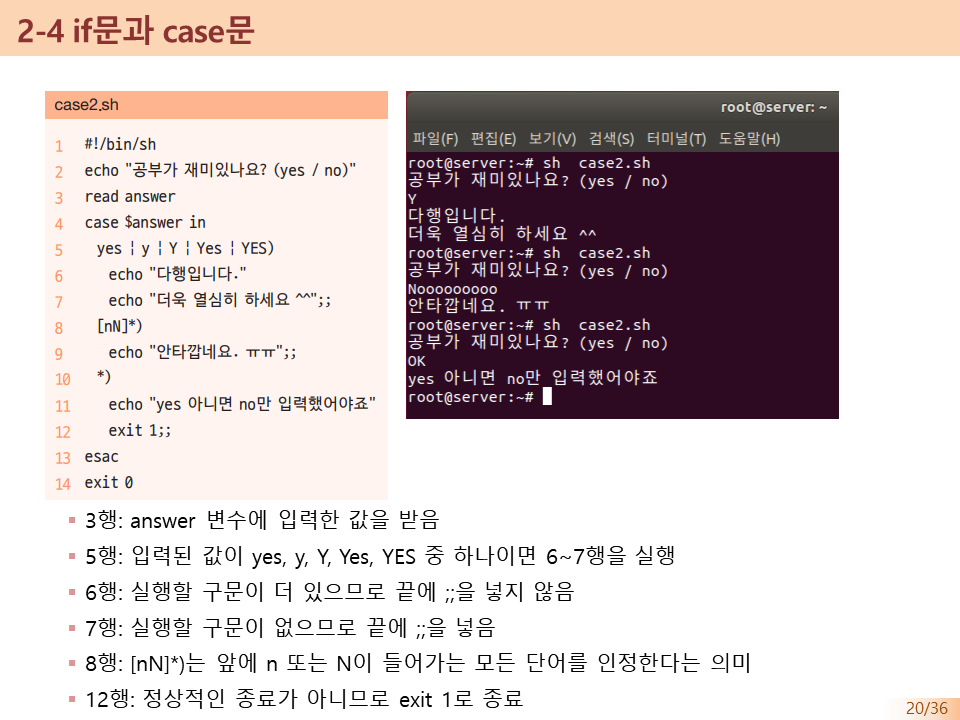 2-4 if문과 case문
case2.sh
1 #!/bin/sh
2 echo "공부가 재미있나요? (yes / no)"
3 read answer
4 case $answer in
5 yes | y | Y | Yes | YES)
6 echo "다행입니다."
7 echo "더욱 열심히 하세요 ^^";;
8 [nN]*)
9 echo "안타깝네요. ㅠㅠ";;
10 *)
11 echo "yes 아니면 no만 입력했어야죠"
12 exit 1;;
13 esac
14 exit 0
root@server: ~
파일(F) 편집(E) 보기(V) 검색(S) 터미널(T) 도움말(H)
root@server:~# sh case2.sh
공부가 재미있나요? (yes / no)
Y
다행입니다.
더욱 열심히 하세요 ^^
root@server:~# sh case2.sh
공부가 재미있나요? (yes / no)
Nooooooooo
안타깝네요. ㅠㅠ
root@server:~# sh case2.sh
공부가 재미있나요? (yes / no)
OK
yes 아니면 no만 입력했어야죠
root@server:~#
3행: answer 변수에 입력한 값을 받음
5행: 입력된 값이 yes, y, Y, Yes, YES 중 하나이면 6~7행을 실행
6행: 실행할 구문이 더 있으므로 끝에 ;;을 넣지 않음
7행: 실행할 구문이 없으므로 끝에 ;;을 넣음
8행: [nN]*)는 앞에 n 또는 N이 들어가는 모든 단어를 인정한다는 의미
12행: 정상적인 종료가 아니므로 exit 1로 종료
20/36